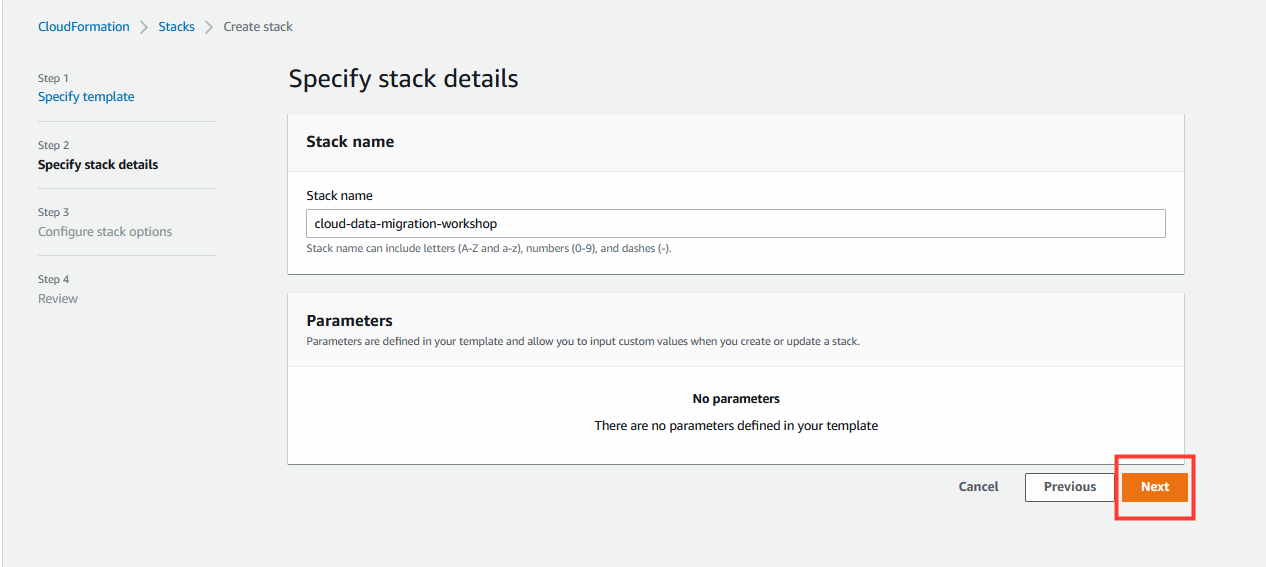 CloudFormation > Stacks > Create stack
Step 1
Specify template
Step 2
Specify stack details
Step 3
Configure stack options
Step 4
Review
Specify stack details
Stack name
Stack name
cloud-data-migration-workshop
Stack name can include letters (A-Z and a-z), numbers (0-9), and dashes (-).
Parameters
Parameters are defined in your template and allow you to input custom values when you create or update a stack.
No parameters
There are no parameters defined in your template
Cancel Previous Next